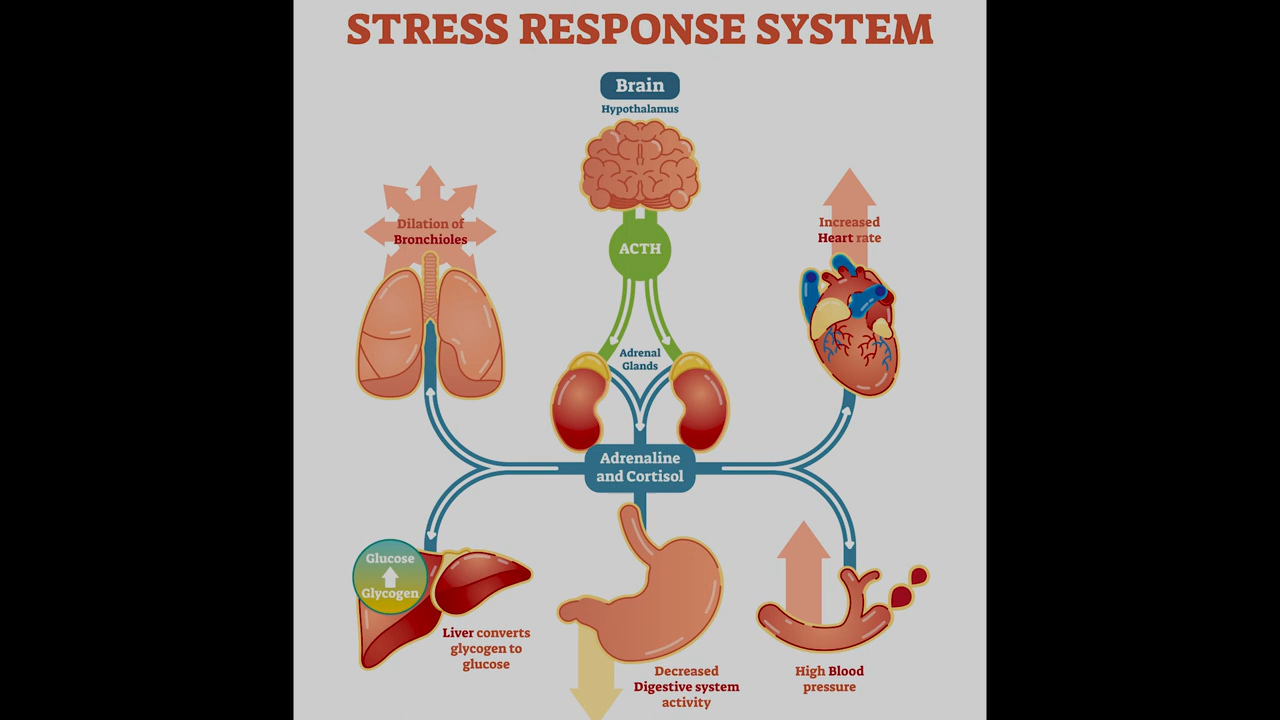 STRESS RESPONSE SYSTEM
Brain
Hypothalamus
Dilation of
Bronchioles
ACTH
Increased
Heart rate
Adrenal
Glands
Adrenaline
and Cortisol
Glucose
Glycogen
Liver converts
glycogen to
glucose
Decreased
Digestive system
activity
High Blood
pressure